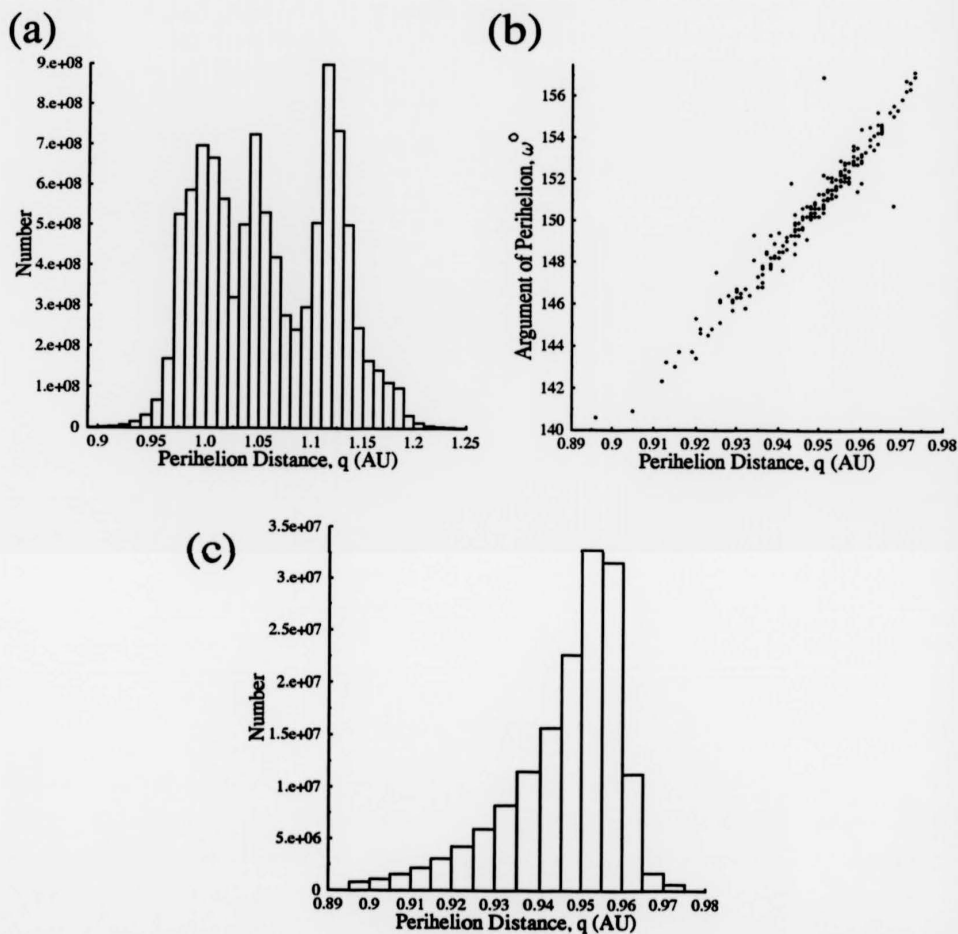 (a)
9.e+08
8.e+08
7.e+08
6.e+08
5.e+08
4.e+08
3.e+08
2.e+08
1.e+08
0
Number
0.9 0.95 1.0 1.05 1.1 1.15 1.2 1.25
Perihelion Distance, q (AU)
(b)
156
154
152
150
148
146
144
142
140
Argument of Perihelion, ω°
0.89 0.9 0.91 0.92 0.93 0.94 0.95 0.96 0.97 0.98
Perihelion Distance, q (AU)
(c)
3.5e+07
3.e+07
2.5e+07
2.e+07
1.5e+07
1.e+07
5.e+06
0
Number
0.89 0.9 0.91 0.92 0.93 0.94 0.95 0.96 0.97 0.98
Perihelion Distance, q (AU)